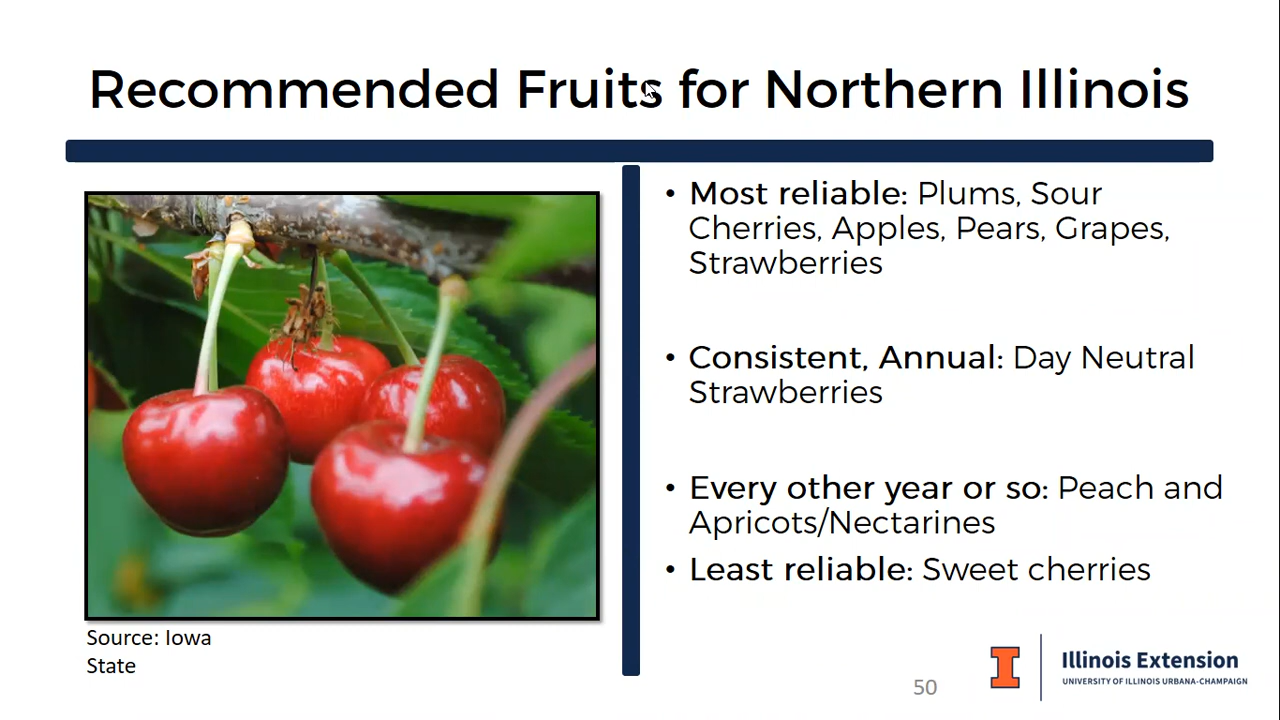 Recommended Fruits for Northern Illinois
• Most reliable: Plums, Sour
Cherries, Apples, Pears, Grapes,
Strawberries
• Consistent, Annual: Day Neutral
Strawberries
• Every other year or so: Peach and
Apricots/Nectarines
• Least reliable: Sweet cherries
Source: Iowa
State
50
I
Illinois Extension
UNIVERSITY OF ILLINOIS URBANA-CHAMPAIGN